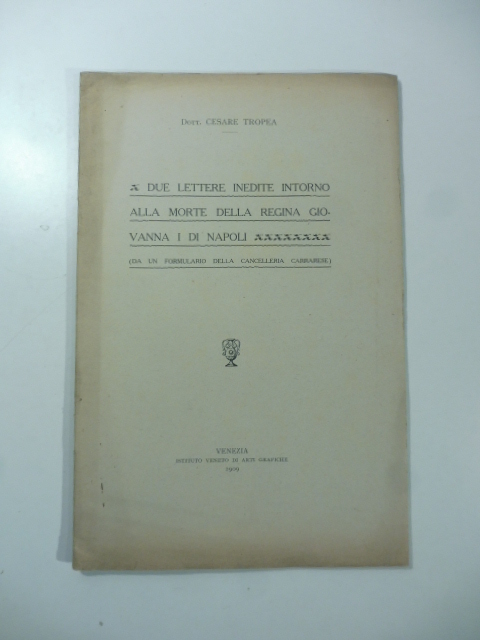 Dott. CESARE TROPEA
DUE LETTERE INEDITE INTORNO
ALLA MORTE DELLA REGINA GIO-
VANNA I DI NAPOLI
(DA UN FORMULARIO DELLA CANCELLERIA CARRARESE)
VENEZIA
ISTITUTO VENETO DI ARTI GRAFICHE
1909